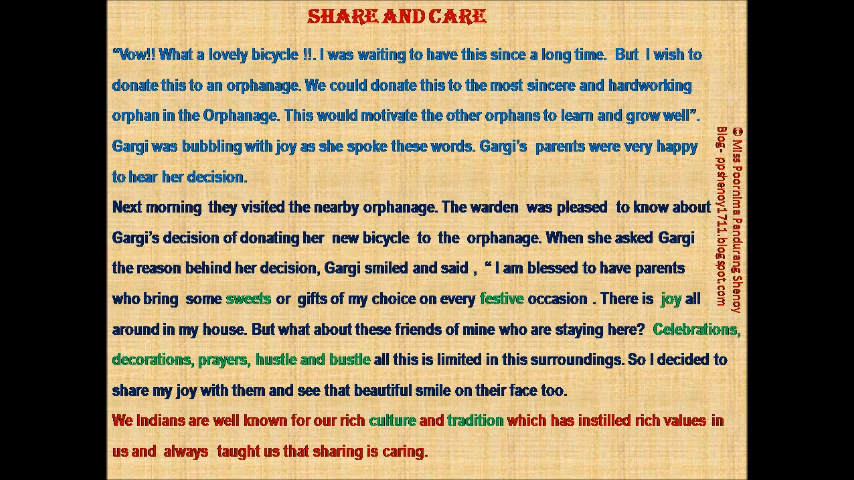 SHARE AND CARE
“Vow!! What a lovely bicycle !!. I was waiting to have this since a long time.  But  I wish to
donate this to an orphanage. We could donate this to the most sincere and hardworking
orphan in the Orphanage. This would motivate the other orphans to learn and grow well”.
Gargi was bubbling with joy as she spoke these words. Gargi’s  parents were very happy
to hear her decision.
Next morning  they visited the nearby orphanage. The warden  was pleased  to know about
Gargi’s decision of donating her  new bicycle  to  the  orphanage. When she asked Gargi
the reason behind her decision, Gargi smiled and said , “ I am blessed to have parents
who bring  some sweets or  gifts of my choice on every festive occasion . There is  joy all
around in my house. But what about these friends of mine who are staying here?  Celebrations,
decorations, prayers, hustle and bustle all this is limited in this surroundings. So I decided to
share my joy with them and see that beautiful smile on their face too.
We Indians are well known for our rich culture and tradition which has instilled rich values in
us and  always  taught us that sharing is caring.
© Miss Poornima Pandurang Shenoy
Blog- ppshenoy1711.blogspot.com